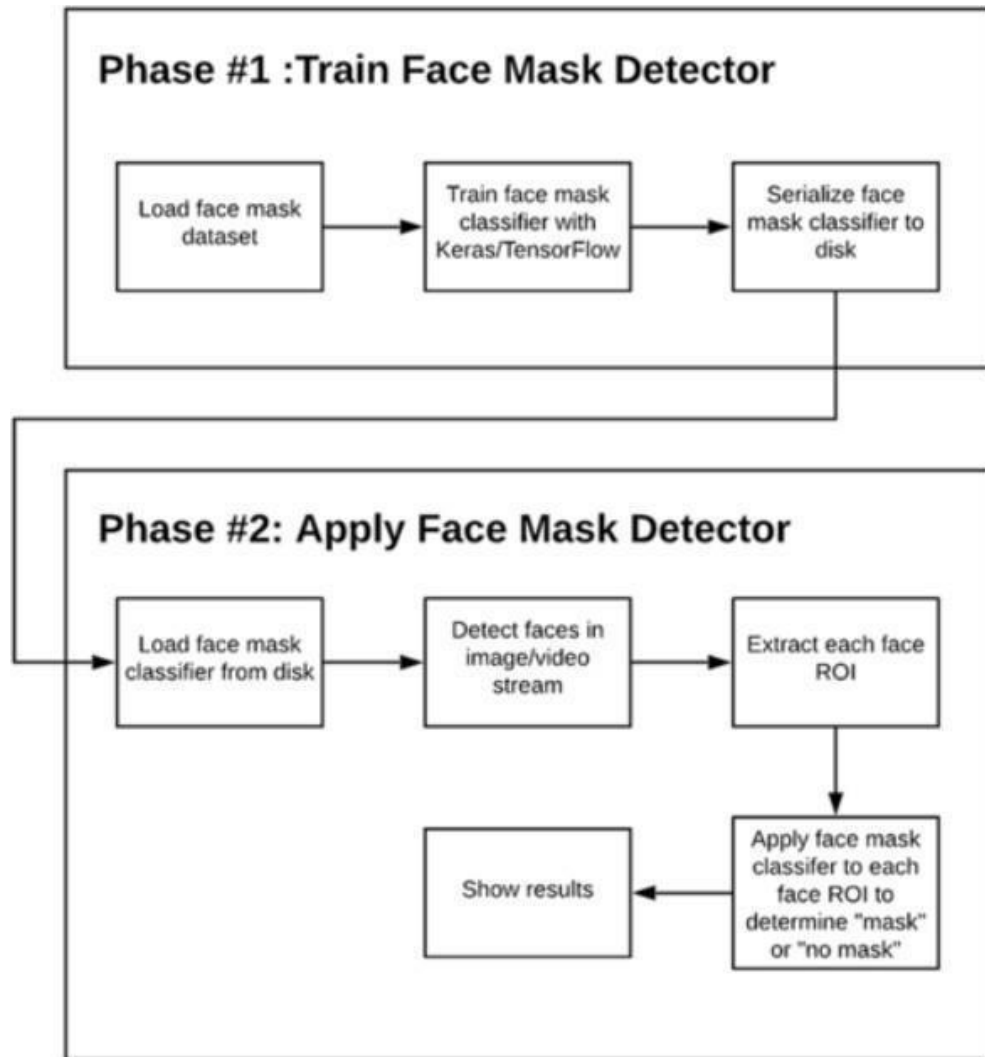 Phase #1 :Train Face Mask Detector
Load face mask
dataset
Train face mask
classifier with
Keras/TensorFlow
Serialize face
mask classifier to
disk
Phase #2: Apply Face Mask Detector
Load face mask
classifier from disk
Detect faces in
image/video
stream
Extract each face
ROI
Apply face mask
classifer to each
face ROI to
determine "mask"
or "no mask"
Show results